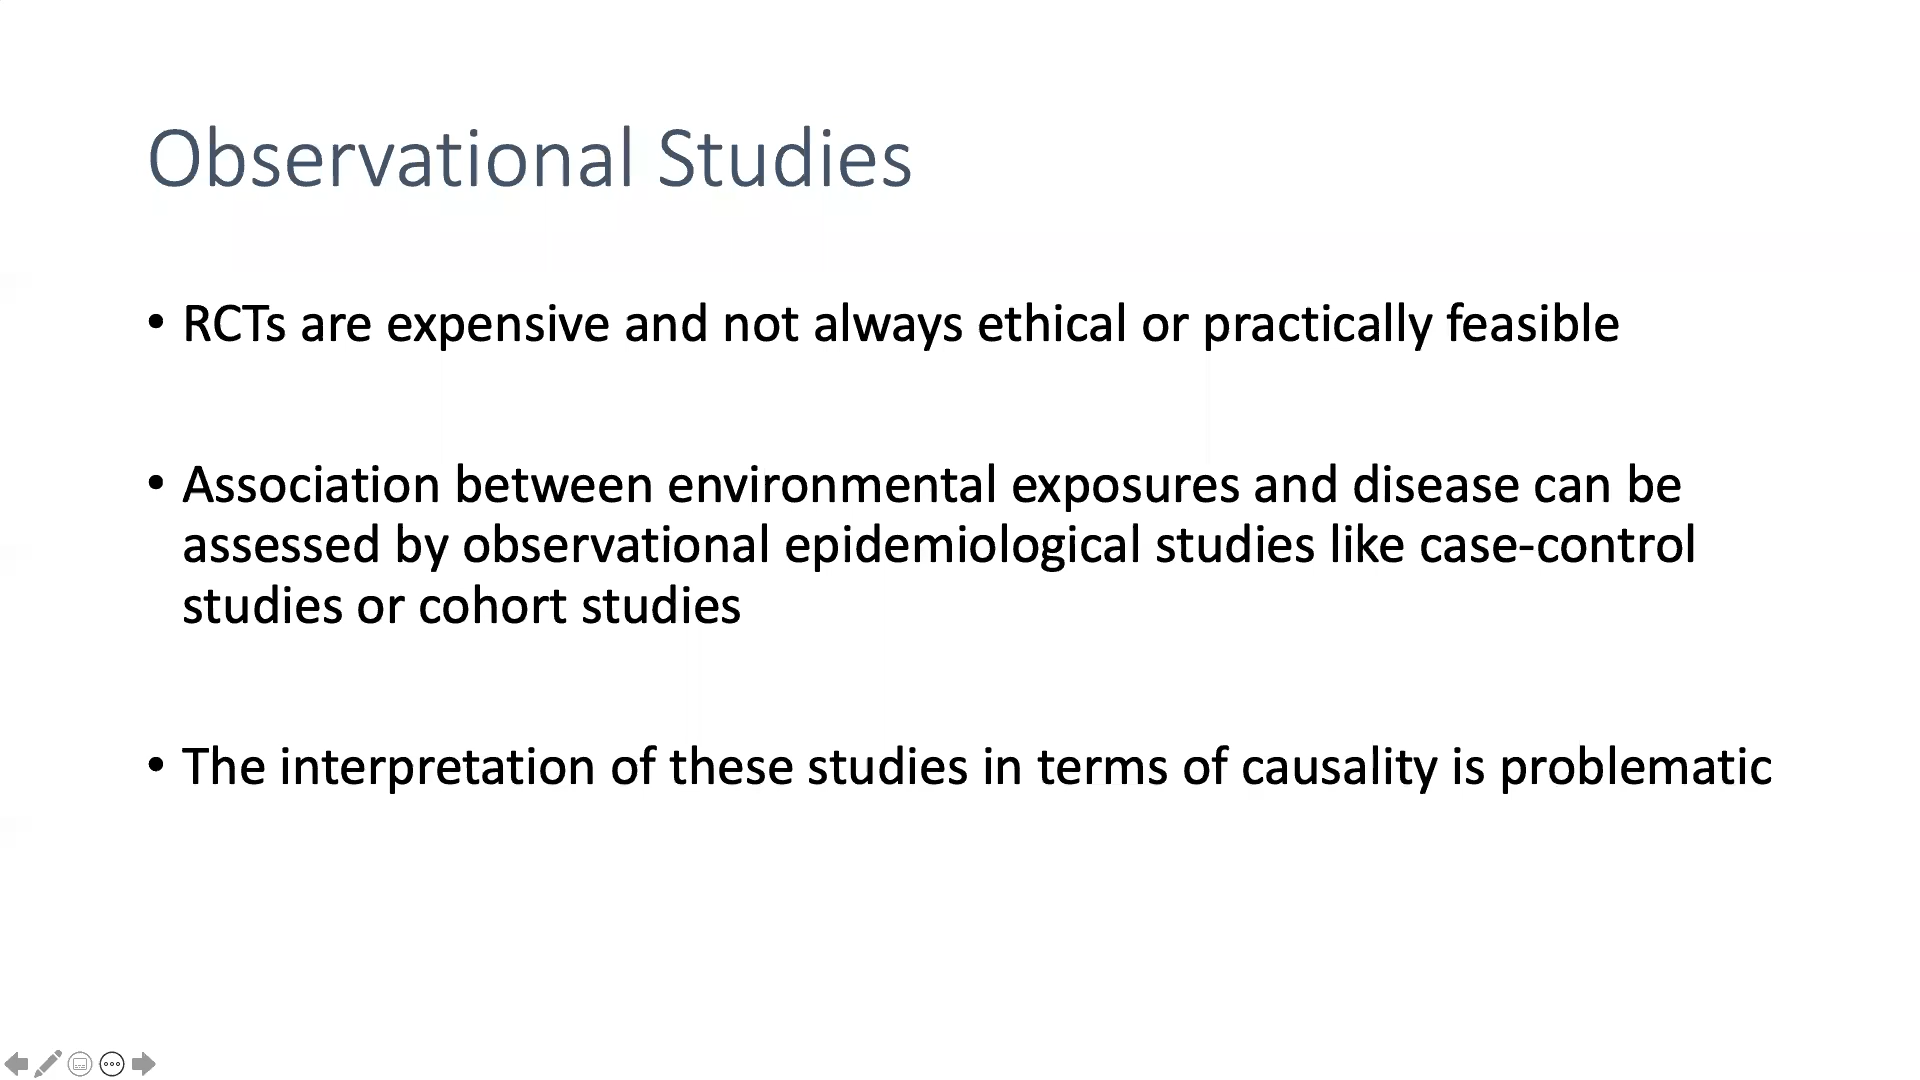 Observational Studies
• RCTs are expensive and not always ethical or practically feasible
• Association between environmental exposures and disease can be
assessed by observational epidemiological studies like case-control
studies or cohort studies
• The interpretation of these studies in terms of causality is problematic